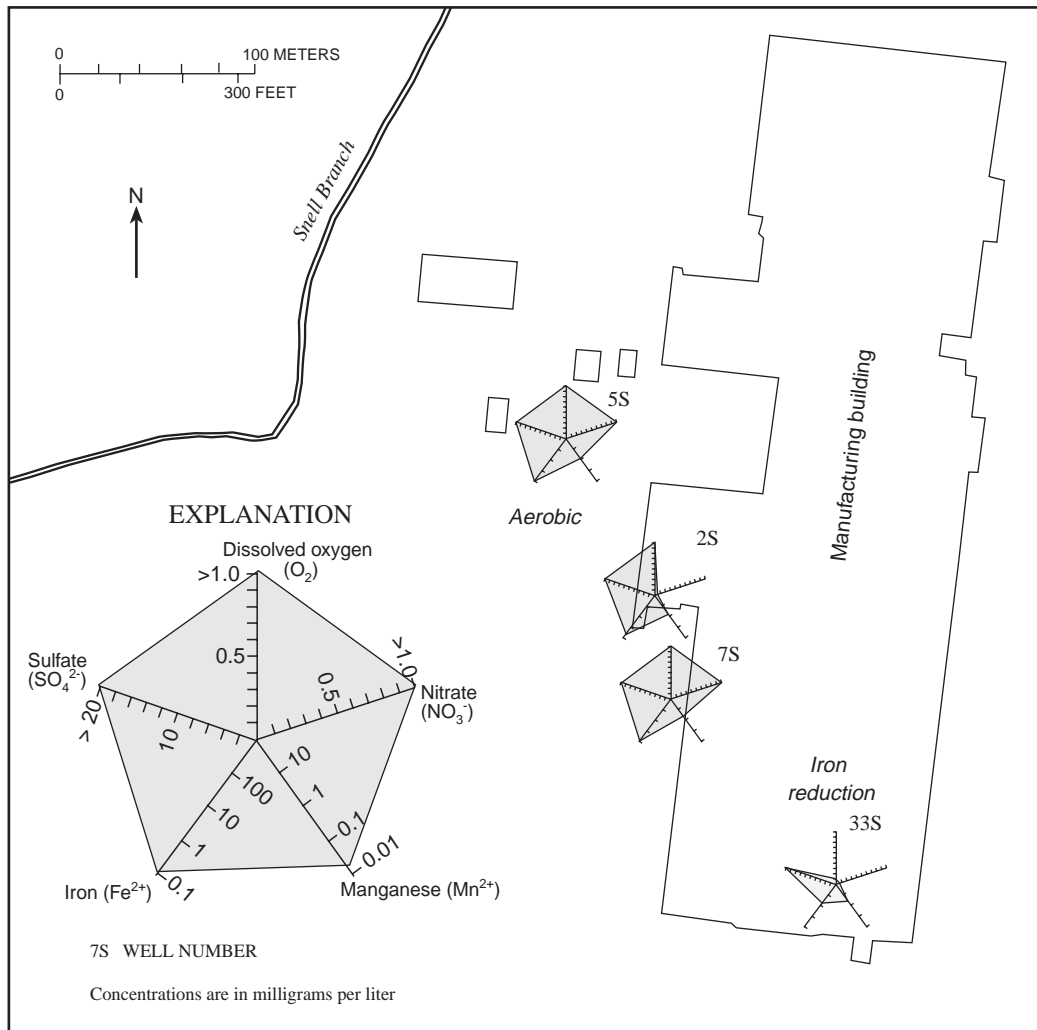 0 100 METERS
0 300 FEET
N
Snell Branch
Manufacturing building
5S
Aerobic
2S
7S
Iron
reduction
33S
EXPLANATION
Dissolved oxygen
(O₂)
>1.0
0.5
Sulfate
(SO₄²⁻)
> 20
10
>1.0
0.5
Nitrate
(NO₃⁻)
100
10
1
0.1
Iron (Fe²⁺)
10
1
0.1
0.01
Manganese (Mn²⁺)
7S WELL NUMBER
Concentrations are in milligrams per liter